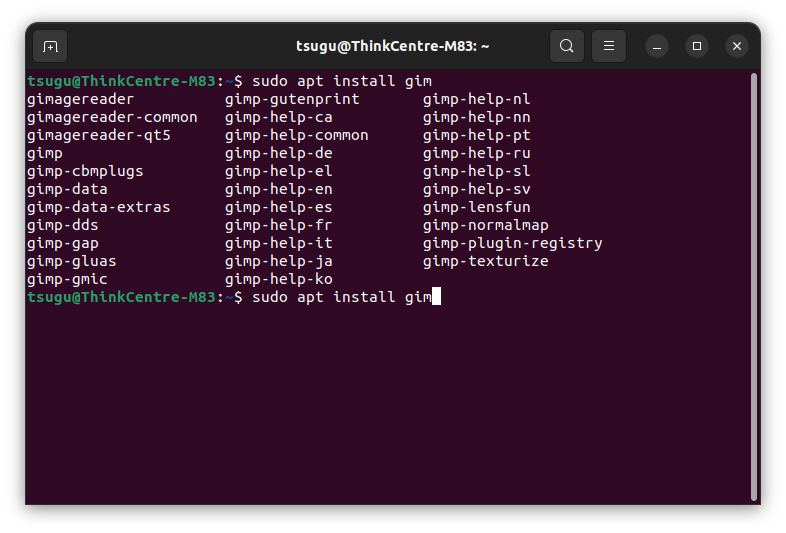 tsugu@ThinkCentre-M83: ~
tsugu@ThinkCentre-M83:~$ sudo apt install gim
gimagereader gimp-gutenprint gimp-help-nl
gimagereader-common gimp-help-ca gimp-help-nn
gimagereader-qt5 gimp-help-common gimp-help-pt
gimp gimp-help-de gimp-help-ru
gimp-cbmplugs gimp-help-el gimp-help-sl
gimp-data gimp-help-en gimp-help-sv
gimp-data-extras gimp-help-es gimp-lensfun
gimp-dds gimp-help-fr gimp-normalmap
gimp-gap gimp-help-it gimp-plugin-registry
gimp-gluas gimp-help-ja gimp-texturize
gimp-gmic gimp-help-ko
tsugu@ThinkCentre-M83:~$ sudo apt install gim